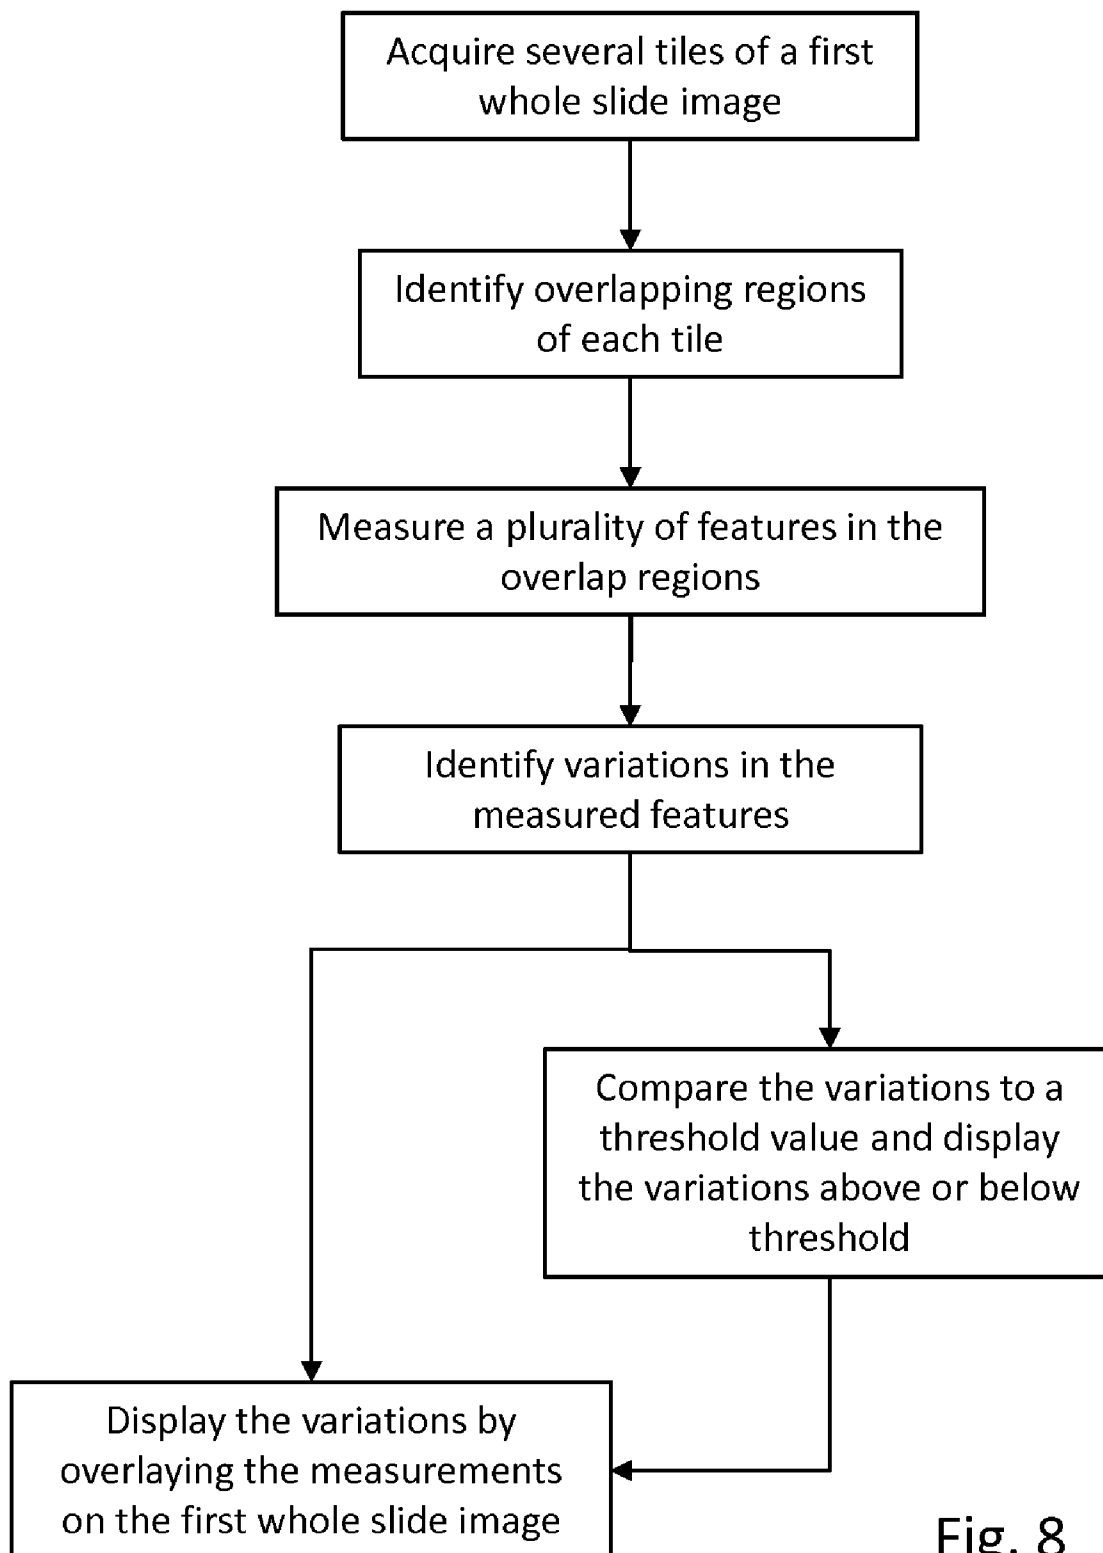 Acquire several tiles of a first
whole slide image
Identify overlapping regions
of each tile
Measure a plurality of features in the
overlap regions
Identify variations in the
measured features
Compare the variations to a
threshold value and display
the variations above or below
threshold
Display the variations by
overlaying the measurements
on the first whole slide image
Fig. 8